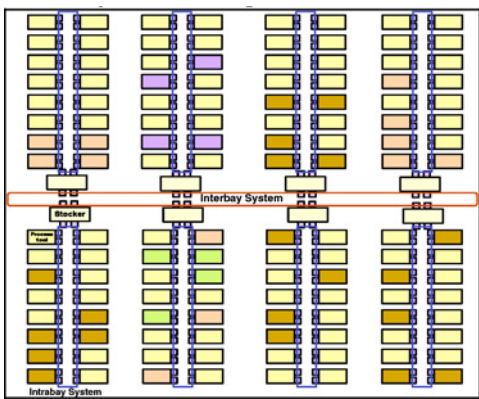 Interbay System
Stocker
Process
tool
Intrabay System